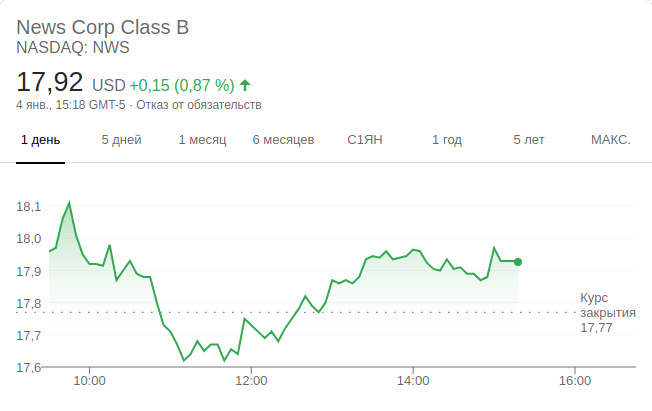 News Corp Class B
NASDAQ: NWS
17,92 USD +0,15 (0,87 %)
4 янв., 15:18 GMT-5 · Отказ от обязательств
1 день 5 дней 1 месяц 6 месяцев С1ЯН 1 год 5 лет МАКС.
18,1
18,0
17,9
17,8
Курс
закрытия
17,77
17,7
17,6
10:00 12:00 14:00 16:00